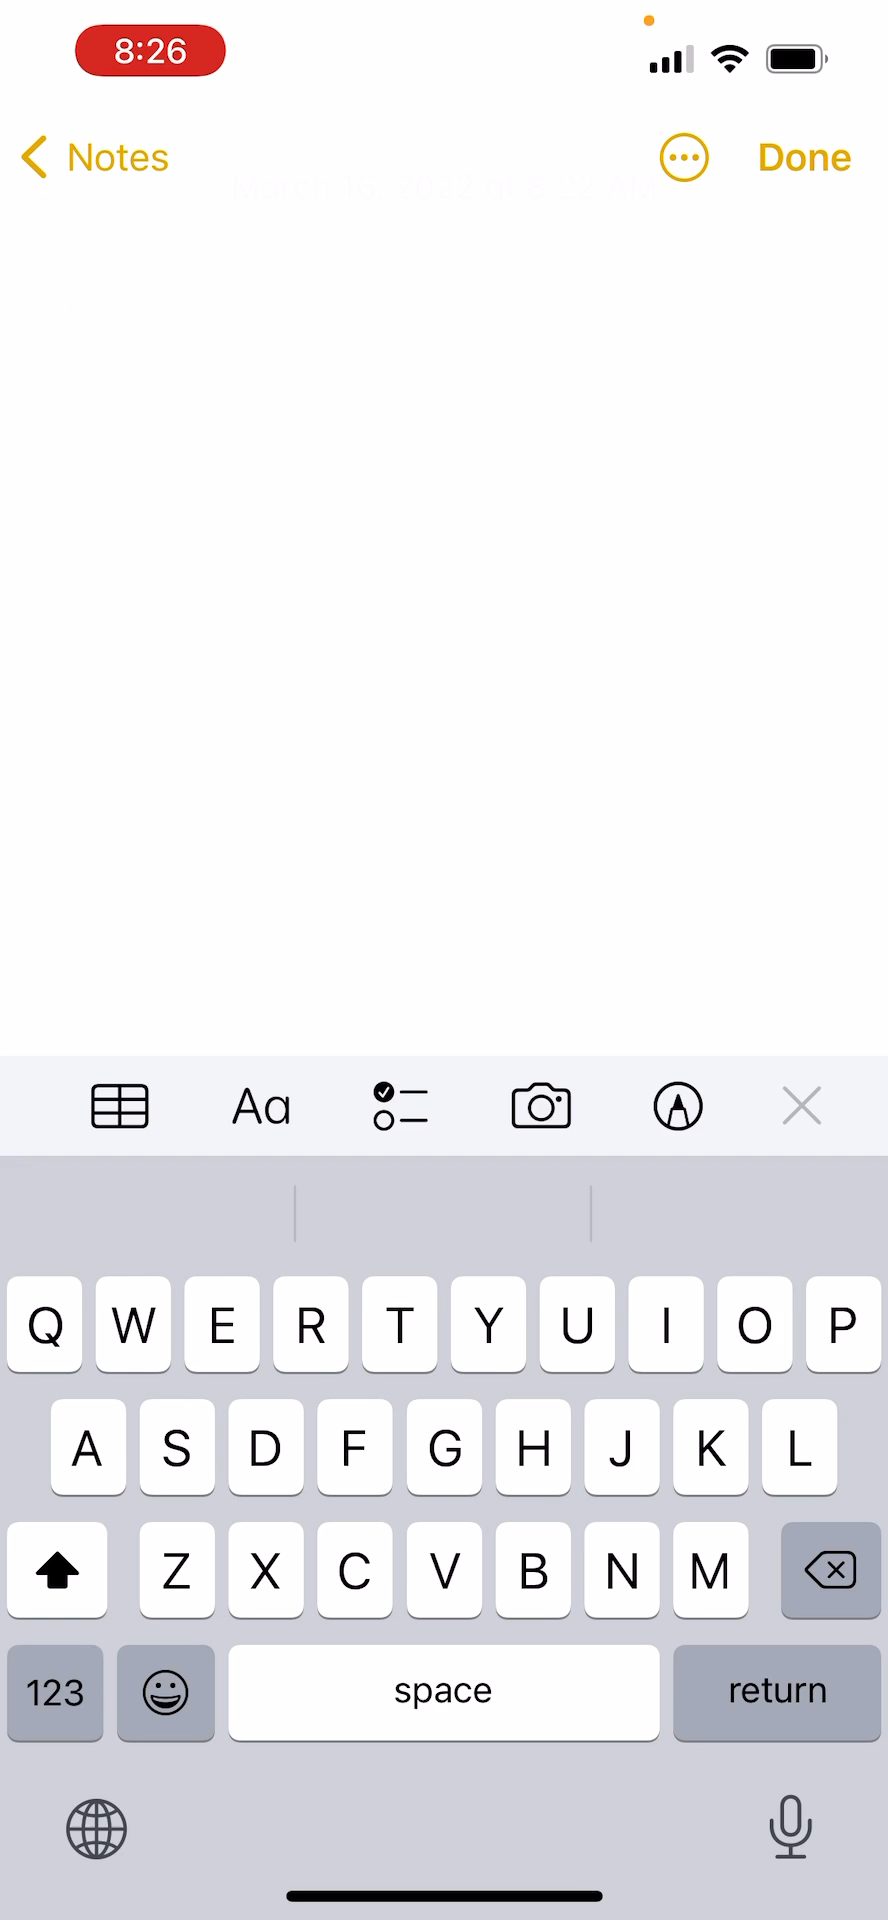 8:26
Notes
Done
Aa
Q W E R T Y U I O P
A S D F G H J K L
Z X C V B N M
123 space return